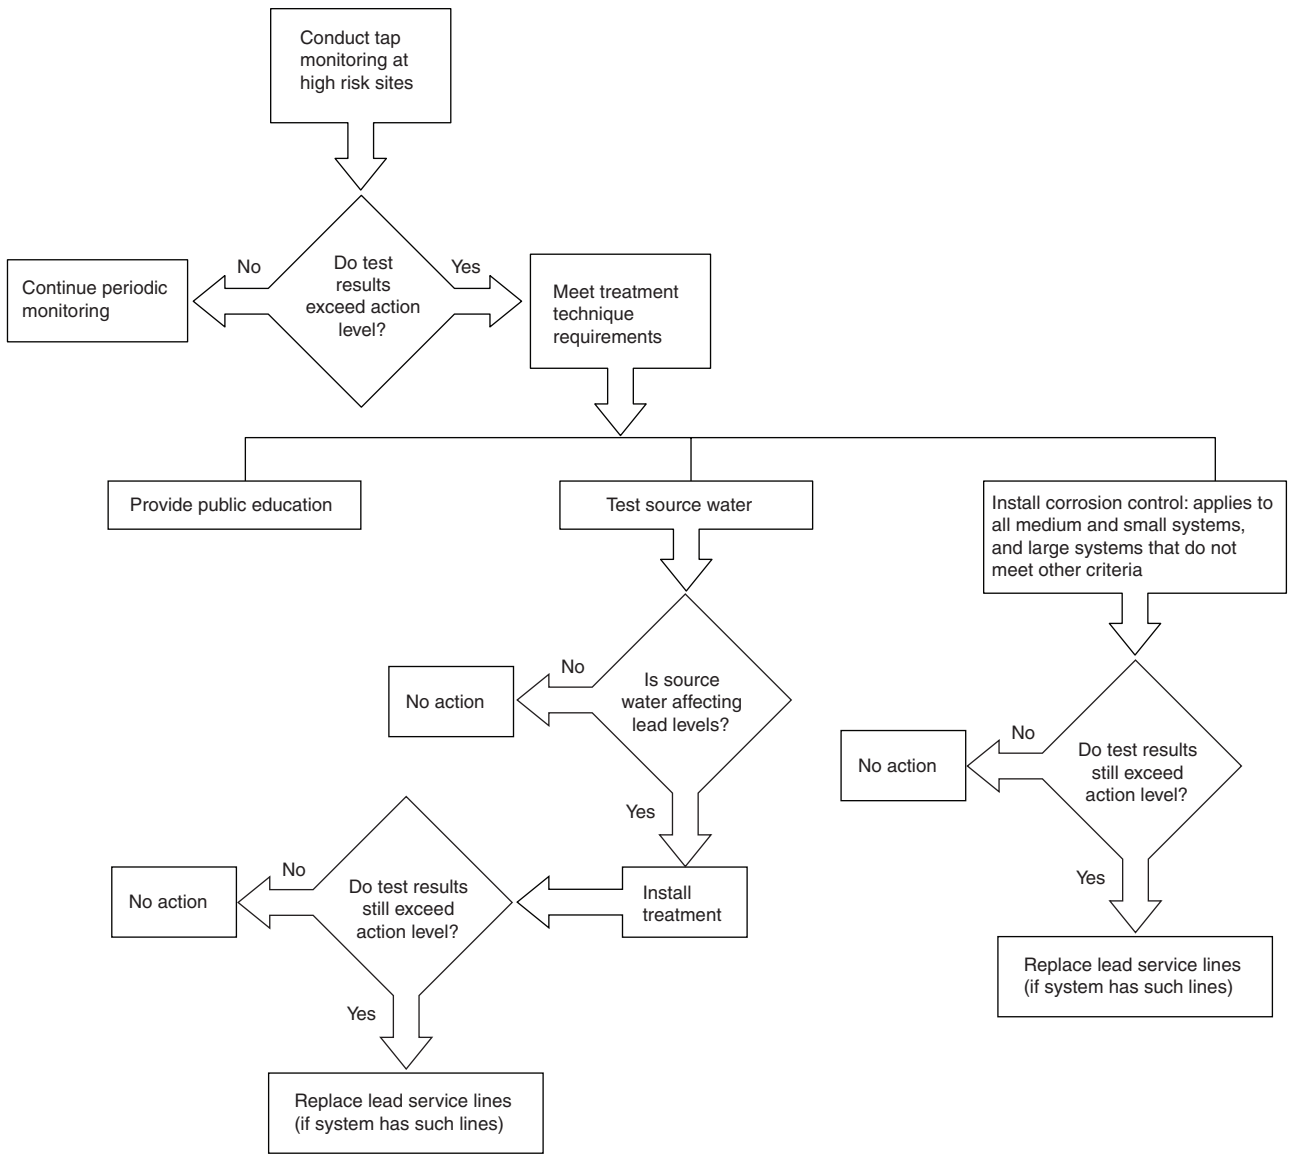 Conduct tap
monitoring at
high risk sites
No
Yes
Do test
results
exceed action
level?
Continue periodic
monitoring
Meet treatment
technique
requirements
Provide public education
Test source water
Install corrosion control: applies to
all medium and small systems,
and large systems that do not
meet other criteria
No
Is source
water affecting
lead levels?
No action
Yes
No
Do test results
still exceed
action level?
No action
Yes
Install
treatment
No
Do test results
still exceed
action level?
No action
Yes
Replace lead service lines
(if system has such lines)
Replace lead service lines
(if system has such lines)